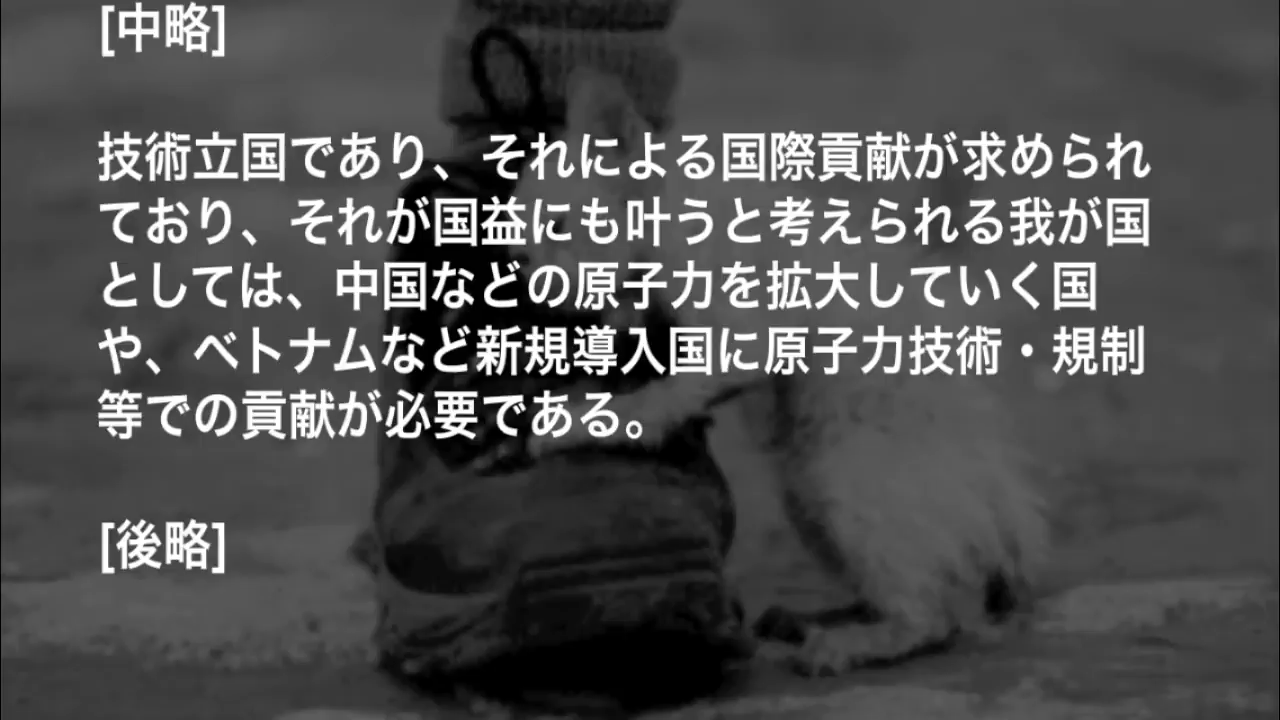 [中略]
技術立国であり、それによる国際貢献が求められ
ており、それが国益にも叶うと考えられる我が国
としては、中国などの原子力を拡大していく国
や、ベトナムなど新規導入国に原子力技術・規制
等での貢献が必要である。
[後略]